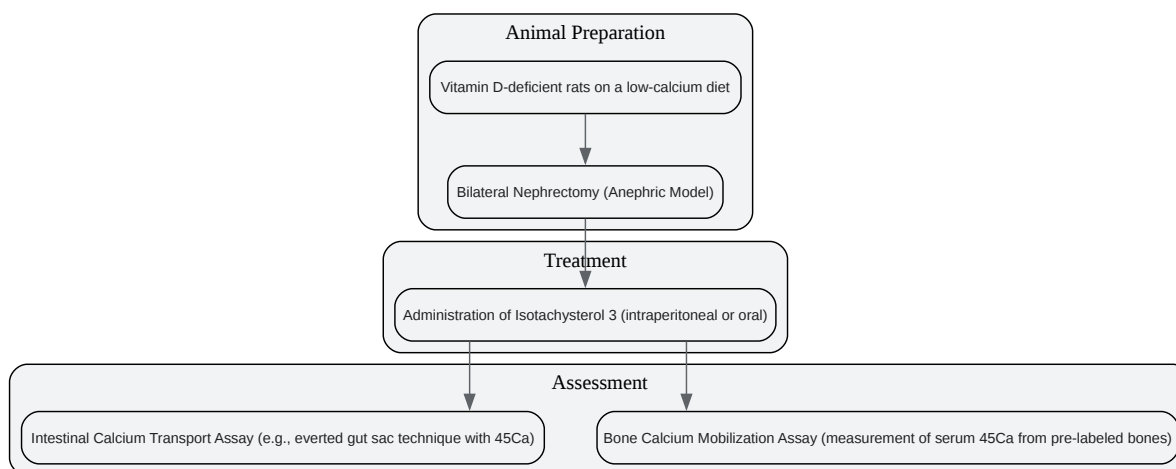 Animal Preparation
Vitamin D-deficient rats on a low-calcium diet
Bilateral Nephrectomy (Anephric Model)
Treatment
Administration of Isotachysterol 3 (intraperitoneal or oral)
Assessment
Intestinal Calcium Transport Assay (e.g., everted gut sac technique with 45Ca)
Bone Calcium Mobilization Assay (measurement of serum 45Ca from pre-labeled bones)